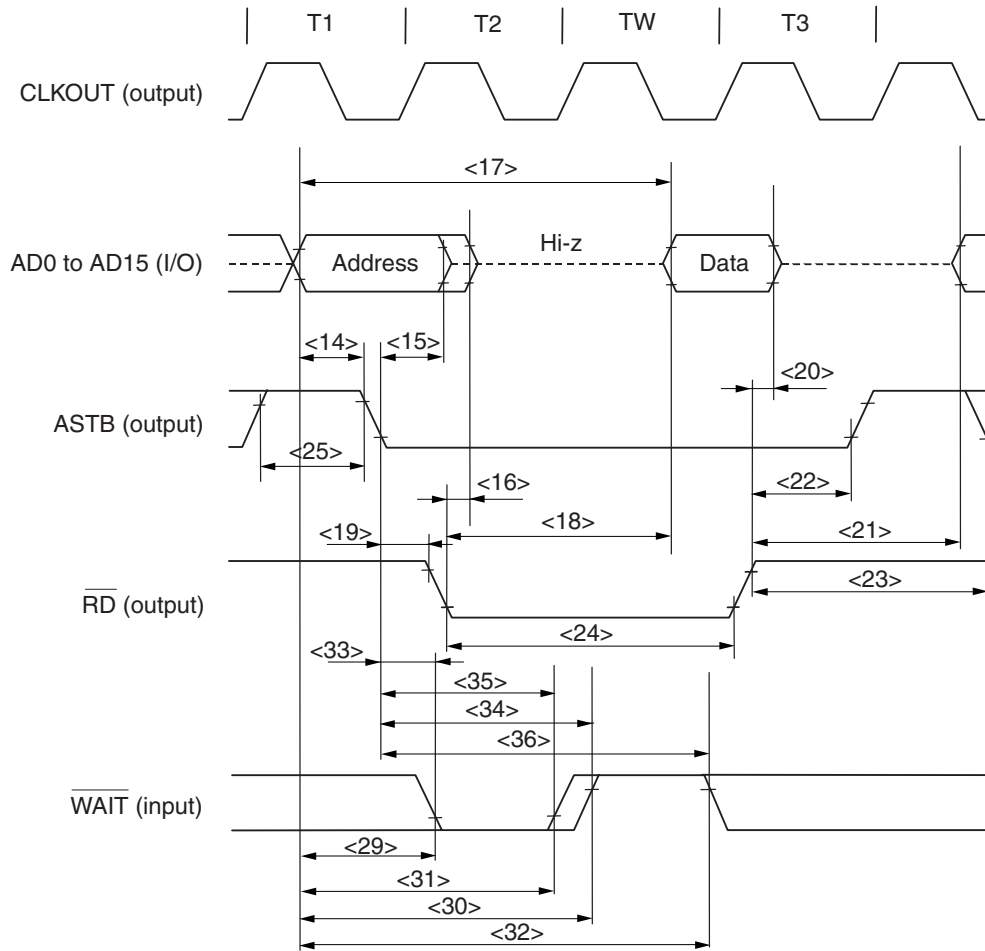 T1 T2 TW T3
CLKOUT (output)
<17>
AD0 to AD15 (I/O) Address Hi-z Data
<14> <15>
<20>
ASTB (output)
<25>
<16> <22>
<19> <18>
<21>
<23>
RD (output)
<24>
<33>
<35>
<34>
<36>
WAIT (input)
<29>
<31>
<30>
<32>